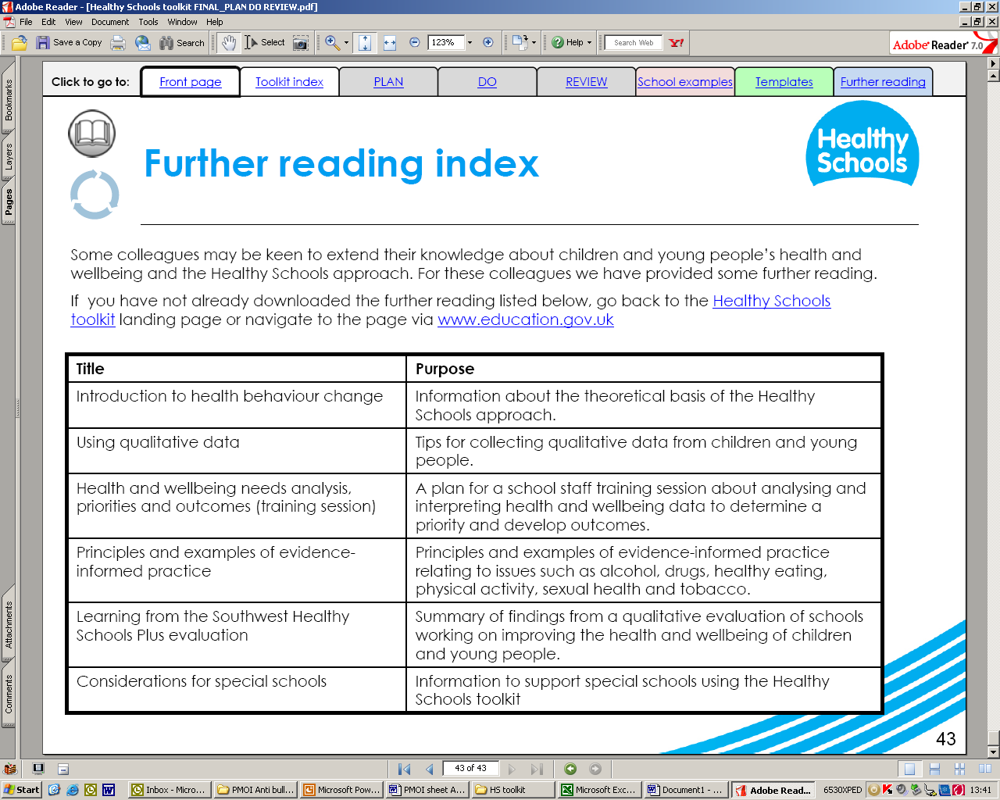 Adobe Reader - [Healthy Schools toolkit FINAL_PLAN DO REVIEW.pdf]
File Edit View Document Tools Window Help
Save a Copy Search Select 123% Help Search Web Y! Adobe Reader 7.0
Bookmarks
Layers
Pages
Attachments
Comments
Click to go to: Front page Toolkit index PLAN DO REVIEW School examples Templates Further reading
Healthy
Schools
Further reading index
Some colleagues may be keen to extend their knowledge about children and young people's health and
wellbeing and the Healthy Schools approach. For these colleagues we have provided some further reading.
If you have not already downloaded the further reading listed below, go back to the Healthy Schools
toolkit landing page or navigate to the page via www.education.gov.uk
Title Purpose
Introduction to health behaviour change
Information about the theoretical basis of the Healthy
Schools approach.
Using qualitative data
Tips for collecting qualitative data from children and young
people.
Health and wellbeing needs analysis,
priorities and outcomes (training session)
A plan for a school staff training session about analysing and
interpreting health and wellbeing data to determine a
priority and develop outcomes.
Principles and examples of evidence-
informed practice
Principles and examples of evidence-informed practice
relating to issues such as alcohol, drugs, healthy eating,
physical activity, sexual health and tobacco.
Learning from the Southwest Healthy
Schools Plus evaluation
Summary of findings from a qualitative evaluation of schools
working on improving the health and wellbeing of children
and young people.
Considerations for special schools
Information to support special schools using the Healthy
Schools toolkit
43
43 of 43
Start Inbox - Micro... PMOI Anti bull... Microsoft Pow... PMOI sheet A... HS toolkit Microsoft Exc... Document1 - ... Adobe Read... 6530XPED 13:41